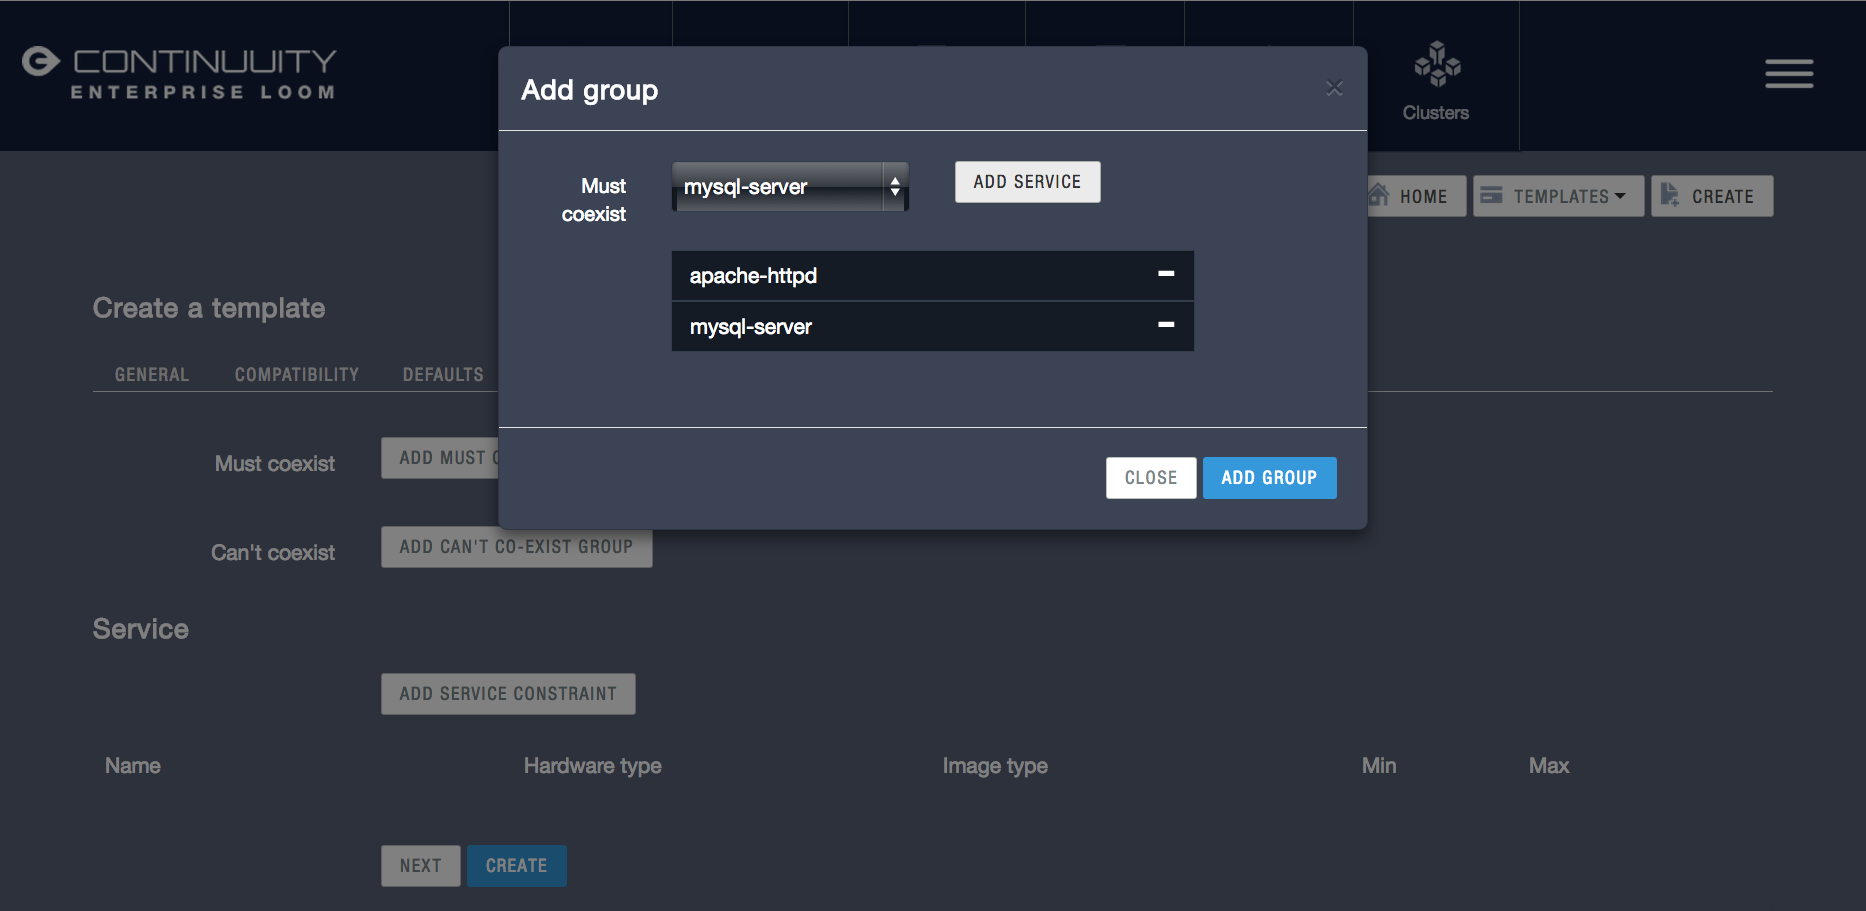 CONTINUUITY
ENTERPRISE LOOM
Clusters
Add group
×
Must
coexist
mysql-server
ADD SERVICE
apache-httpd
mysql-server
CLOSE
ADD GROUP
HOME
TEMPLATES
CREATE
Create a template
GENERAL
COMPATIBILITY
DEFAULTS
Must coexist
ADD MUST
Can't coexist
ADD CAN'T CO-EXIST GROUP
Service
ADD SERVICE CONSTRAINT
Name
Hardware type
Image type
Min
Max
NEXT
CREATE